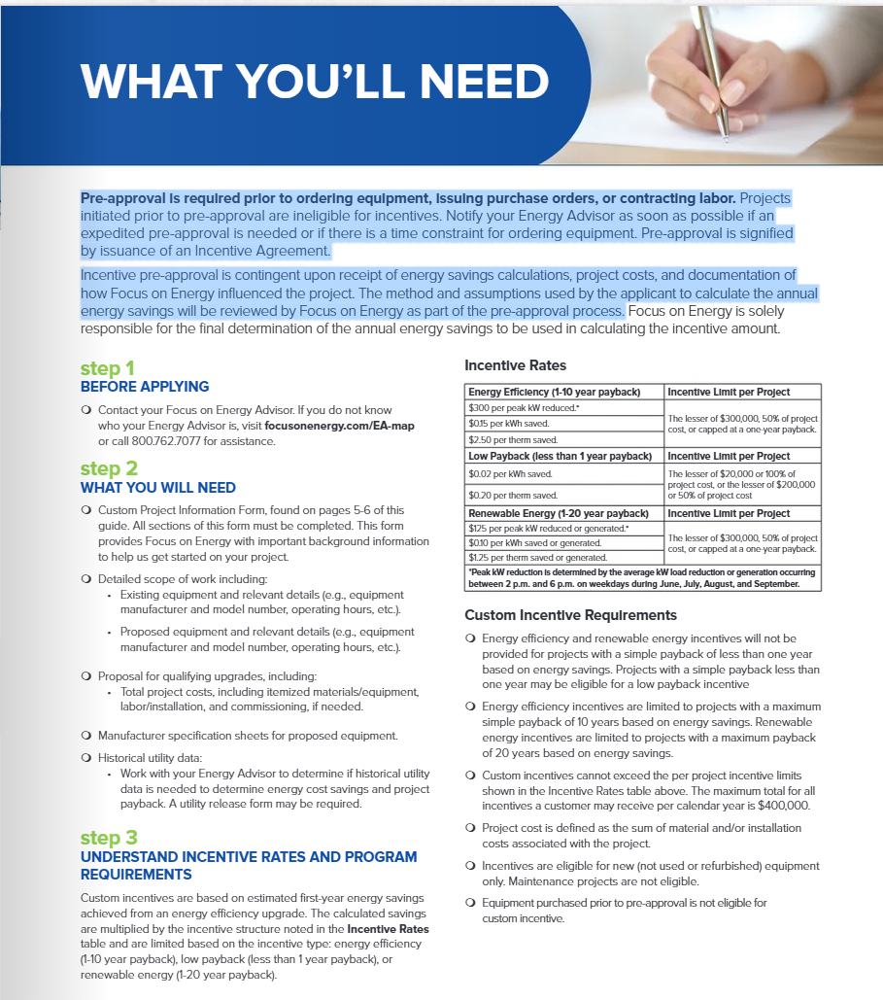 WHAT YOU'LL NEED
Pre-approval is required prior to ordering equipment, issuing purchase orders, or contracting labor. Projects
initiated prior to pre-approval are ineligible for incentives. Notify your Energy Advisor as soon as possible if an
expedited pre-approval is needed or if there is a time constraint for ordering equipment. Pre-approval is signified
by issuance of an Incentive Agreement.
Incentive pre-approval is contingent upon receipt of energy savings calculations, project costs, and documentation of
how Focus on Energy influenced the project. The method and assumptions used by the applicant to calculate the annual
energy savings will be reviewed by Focus on Energy as part of the pre-approval process. Focus on Energy is solely
responsible for the final determination of the annual energy savings to be used in calculating the incentive amount.
step 1
BEFORE APPLYING
Contact your Focus on Energy Advisor. If you do not know
who your Energy Advisor is, visit focusonenergy.com/EA-map
or call 800.762.7077 for assistance.
step 2
WHAT YOU WILL NEED
Custom Project Information Form, found on pages 5-6 of this
guide. All sections of this form must be completed. This form
provides Focus on Energy with important background information
to help us get started on your project.
Detailed scope of work including:
• Existing equipment and relevant details (e.g., equipment
manufacturer and model number, operating hours, etc.).
• Proposed equipment and relevant details (e.g., equipment
manufacturer and model number, operating hours, etc.).
Proposal for qualifying upgrades, including:
• Total project costs, including itemized materials/equipment,
labor/installation, and commissioning, if needed.
Manufacturer specification sheets for proposed equipment.
Historical utility data:
• Work with your Energy Advisor to determine if historical utility
data is needed to determine energy cost savings and project
payback. A utility release form may be required.
step 3
UNDERSTAND INCENTIVE RATES AND PROGRAM
REQUIREMENTS
Custom incentives are based on estimated first-year energy savings
achieved from an energy efficiency upgrade. The calculated savings
are multiplied by the incentive structure noted in the Incentive Rates
table and are limited based on the incentive type: energy efficiency
(1-10 year payback), low payback (less than 1 year payback), or
renewable energy (1-20 year payback).
Incentive Rates
Energy Efficiency (1-10 year payback) Incentive Limit per Project
$300 per peak kW reduced.*
$0.15 per kWh saved.
$2.50 per therm saved.
The lesser of $300,000, 50% of project
cost, or capped at a one-year payback.
Low Payback (less than 1 year payback) Incentive Limit per Project
$0.02 per kWh saved.
$0.20 per therm saved.
The lesser of $20,000 or 100% of
project cost, or the lesser of $200,000
or 50% of project cost
Renewable Energy (1-20 year payback) Incentive Limit per Project
$125 per peak kW reduced or generated.*
$0.10 per kWh saved or generated.
$1.25 per therm saved or generated.
The lesser of $300,000, 50% of project
cost, or capped at a one-year payback.
*Peak kW reduction is determined by the average kW load reduction or generation occurring
between 2 p.m. and 6 p.m. on weekdays during June, July, August, and September.
Custom Incentive Requirements
Energy efficiency and renewable energy incentives will not be
provided for projects with a simple payback of less than one year
based on energy savings. Projects with a simple payback less than
one year may be eligible for a low payback incentive
Energy efficiency incentives are limited to projects with a maximum
simple payback of 10 years based on energy savings. Renewable
energy incentives are limited to projects with a maximum payback
of 20 years based on energy savings.
Custom incentives cannot exceed the per project incentive limits
shown in the Incentive Rates table above. The maximum total for all
incentives a customer may receive per calendar year is $400,000.
Project cost is defined as the sum of material and/or installation
costs associated with the project.
Incentives are eligible for new (not used or refurbished) equipment
only. Maintenance projects are not eligible.
Equipment purchased prior to pre-approval is not eligible for
custom incentive.